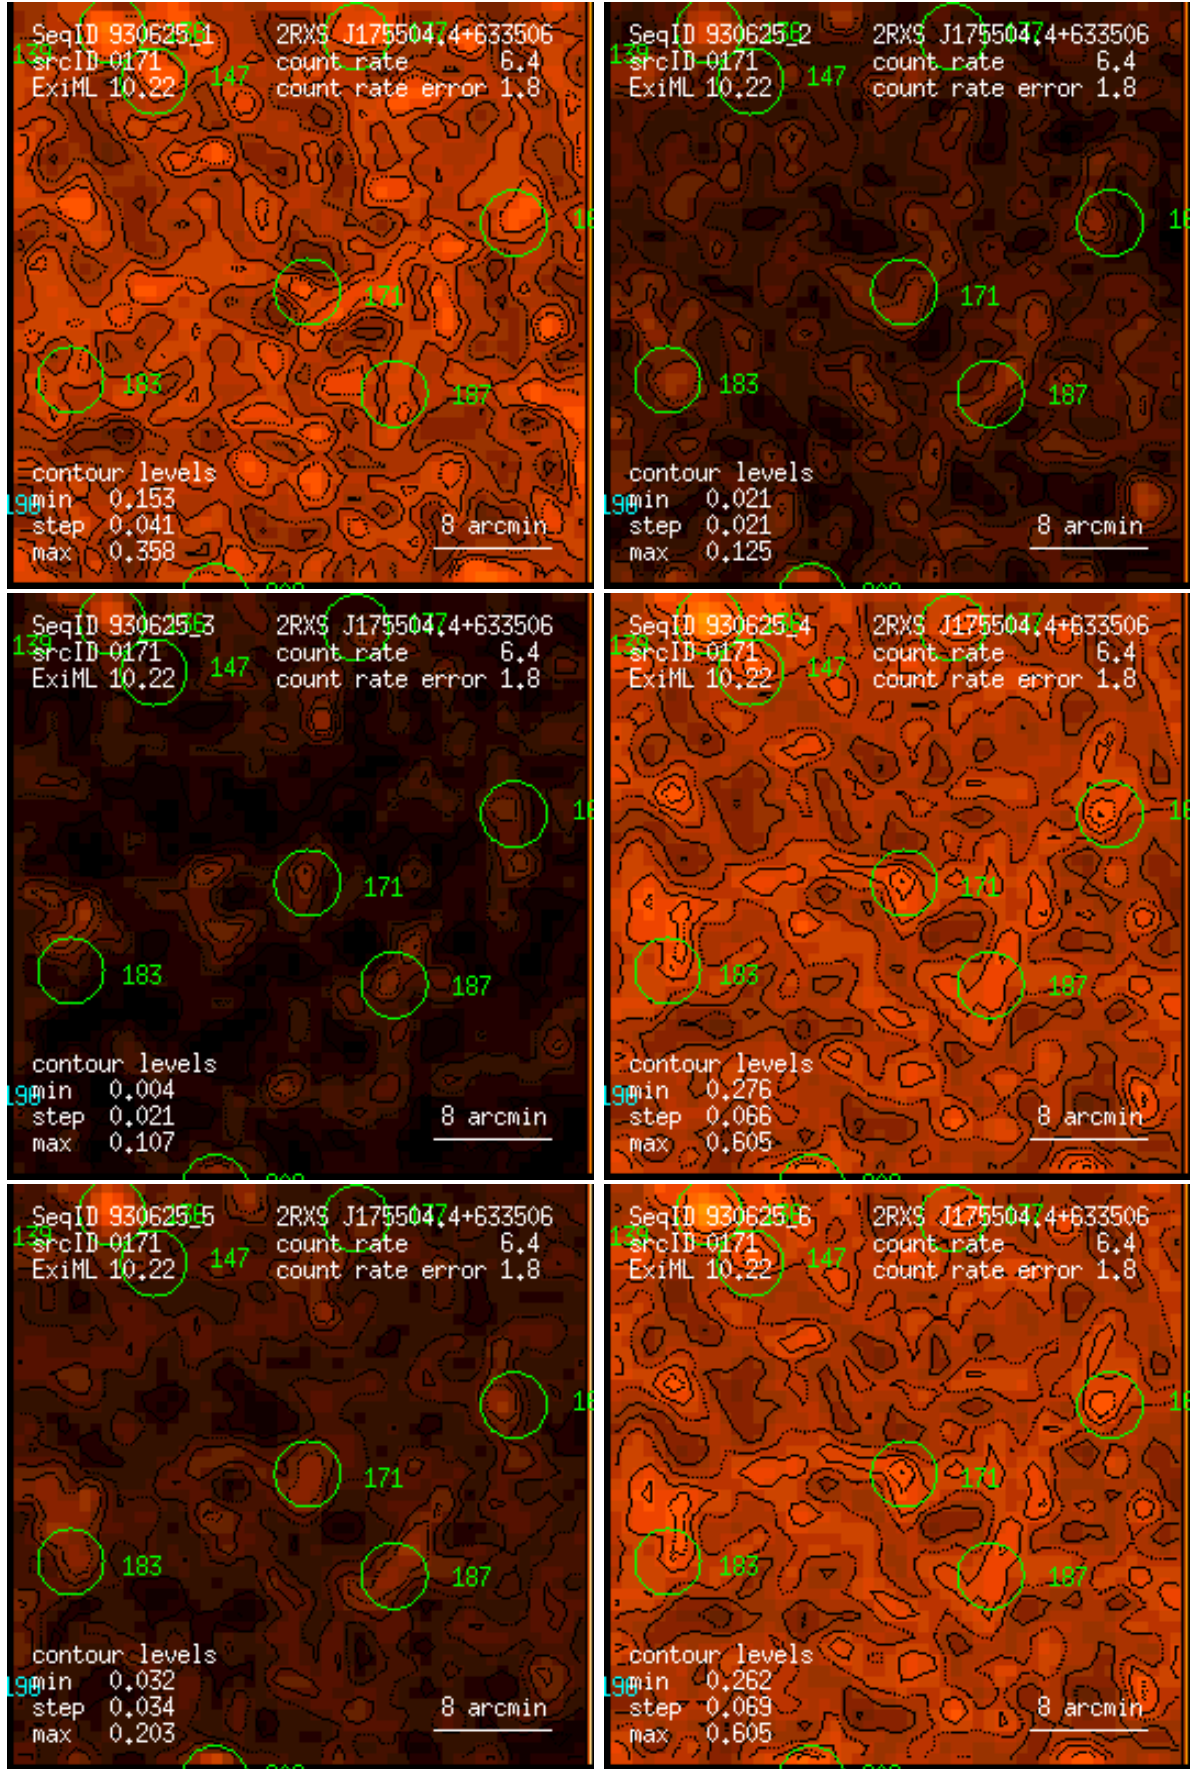 SeqID 930625_1 2RXS J175504.4+633506
139 srcID 0171 count rate 6.4
ExiML 10.22 147 count rate error 1.8
171
183
187
contour levels
min 0.153
step 0.041 8 arcmin
max 0.358
SeqID 930625_2 2RXS J175504.4+633506
srcID 0171 count rate 6.4
ExiML 10.22 147 count rate error 1.8
171
183
187
contour levels
190 min 0.021
step 0.021 8 arcmin
max 0.125
SeqID 930625_3 2RXS J175504.4+633506
139 srcID 0171 count rate 6.4
ExiML 10.22 147 count rate error 1.8
171
183
187
contour levels
min 0.004
step 0.021 8 arcmin
max 0.107
SeqID 930625_4 2RXS J175504.4+633506
srcID 0171 count rate 6.4
ExiML 10.22 147 count rate error 1.8
171
183
187
contour levels
min 0.276
step 0.066 8 arcmin
max 0.605
SeqID 930625_5 2RXS J175504.4+633506
139 srcID 0171 count rate 6.4
ExiML 10.22 147 count rate error 1.8
171
183
187
contour levels
min 0.032
step 0.034 8 arcmin
max 0.203
SeqID 930625_6 2RXS J175504.4+633506
srcID 0171 count rate 6.4
ExiML 10.22 147 count rate error 1.8
171
183
187
contour levels
min 0.262
step 0.069 8 arcmin
max 0.605